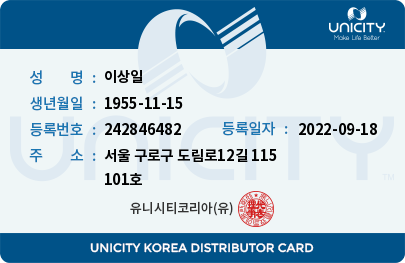 UNICITY
Make Life Better
성 명 : 이상일
생년월일 : 1955-11-15
등록번호 : 242846482 등록일자 : 2022-09-18
주 소 : 서울 구로구 도림로12길 115
101호
UNICITY
TM
유니시티코리아(유)
UNICITY KOREA DISTRIBUTOR CARD